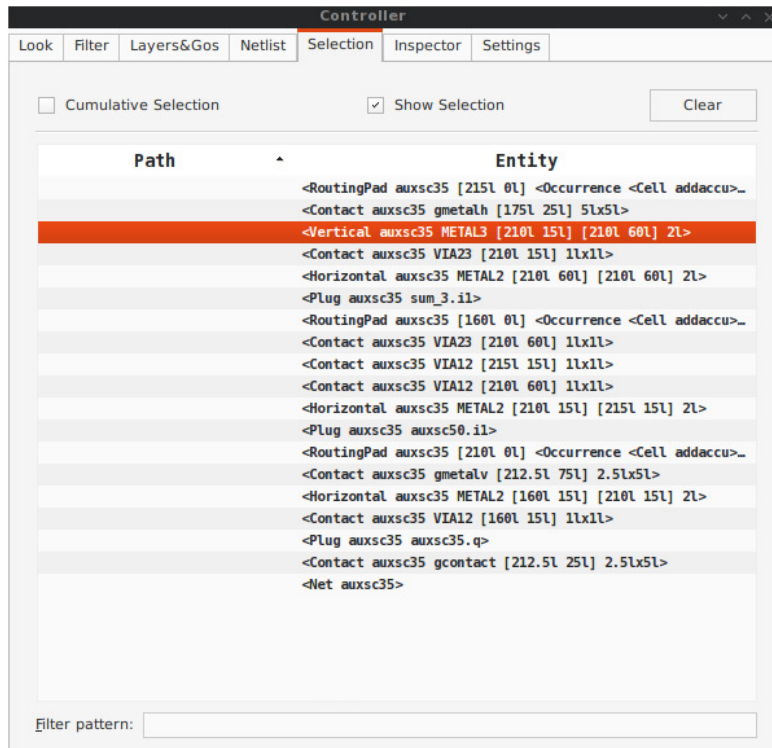 Controller
Look Filter Layers&Gos Netlist Selection Inspector Settings
Cumulative Selection Show Selection Clear
Path Entity
<RoutingPad auxsc35 [215l 0l] <Occurrence <Cell addaccu>…
<Contact auxsc35 gmetalh [175l 25l] 5lx5l>
<Vertical auxsc35 METAL3 [210l 15l] [210l 60l] 2l>
<Contact auxsc35 VIA23 [210l 15l] 1lx1l>
<Horizontal auxsc35 METAL2 [210l 60l] [210l 60l] 2l>
<Plug auxsc35 sum_3.i1>
<RoutingPad auxsc35 [160l 0l] <Occurrence <Cell addaccu>…
<Contact auxsc35 VIA23 [210l 60l] 1lx1l>
<Contact auxsc35 VIA12 [215l 15l] 1lx1l>
<Contact auxsc35 VIA12 [210l 60l] 1lx1l>
<Horizontal auxsc35 METAL2 [210l 15l] [215l 15l] 2l>
<Plug auxsc35 auxsc50.i1>
<RoutingPad auxsc35 [210l 0l] <Occurrence <Cell addaccu>…
<Contact auxsc35 gmetalv [212.5l 75l] 2.5lx5l>
<Horizontal auxsc35 METAL2 [160l 15l] [210l 15l] 2l>
<Contact auxsc35 VIA12 [160l 15l] 1lx1l>
<Plug auxsc35 auxsc35.q>
<Contact auxsc35 gcontact [212.5l 25l] 2.5lx5l>
<Net auxsc35>
Filter pattern: